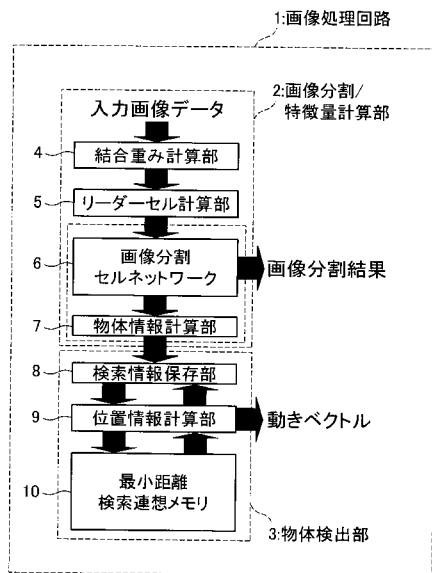 1:画像処理回路
2:画像分割/
特徴量計算部
入力画像データ
4
結合重み計算部
5
リーダーセル計算部
6
画像分割
セルネットワーク
画像分割結果
7
物体情報計算部
8
検索情報保存部
9
位置情報計算部
動きベクトル
10
最小距離
検索連想メモリ
3:物体検出部